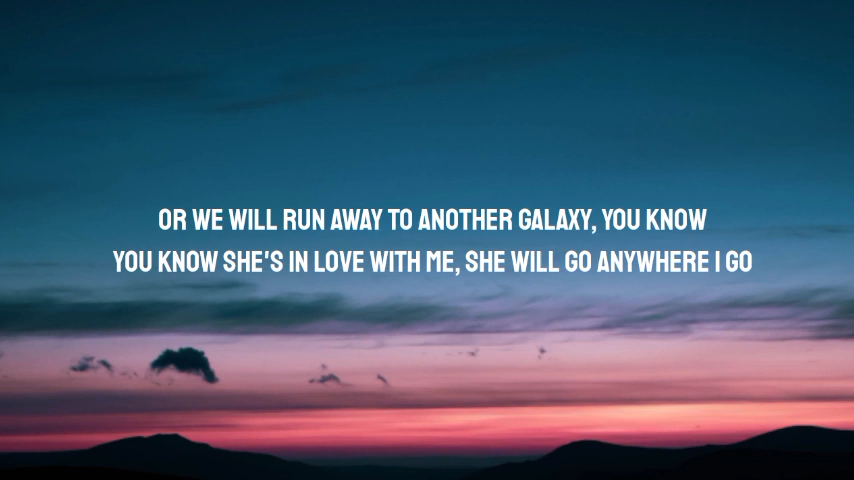 OR WE WILL RUN AWAY TO ANOTHER GALAXY, YOU KNOW
YOU KNOW SHE'S IN LOVE WITH ME, SHE WILL GO ANYWHERE I GO